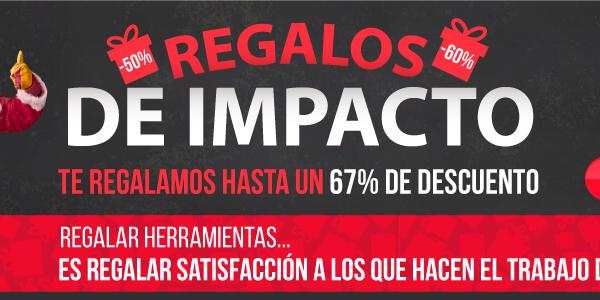 -50%
REGALOS
-60%
DE IMPACTO
TE REGALAMOS HASTA UN 67% DE DESCUENTO
REGALAR HERRAMIENTAS...
ES REGALAR SATISFACCIÓN A LOS QUE HACEN EL TRABAJO